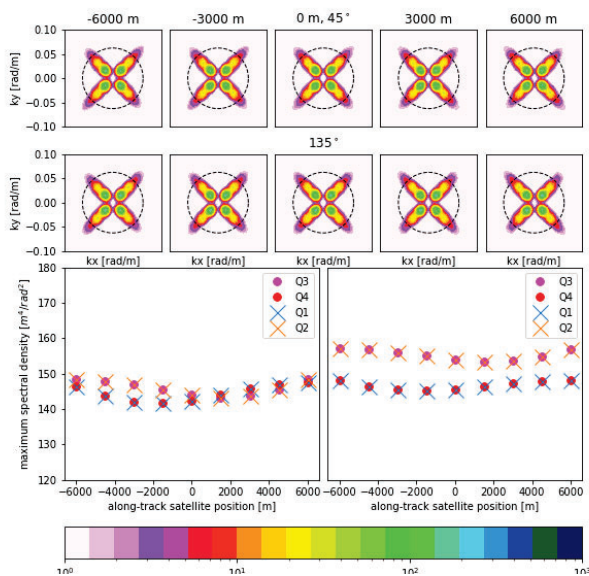 -6000 m -3000 m 0 m, 45° 3000 m 6000 m
0.10
0.05
ky [rad/m] 0.00
-0.05
-0.10
135°
0.10
0.05
ky [rad/m] 0.00
-0.05
-0.10
kx [rad/m] kx [rad/m] kx [rad/m] kx [rad/m] kx [rad/m]
180
170
160
150
140
130
120
maximum spectral density [m⁴/rad²]
Q3
Q4
Q1
Q2
Q3
Q4
Q1
Q2
−6000 −4000 −2000 0 2000 4000 6000 −6000 −4000 −2000 0 2000 4000 6000
along-track satellite position [m] along-track satellite position [m]
10⁰ 10¹ 10² 10³